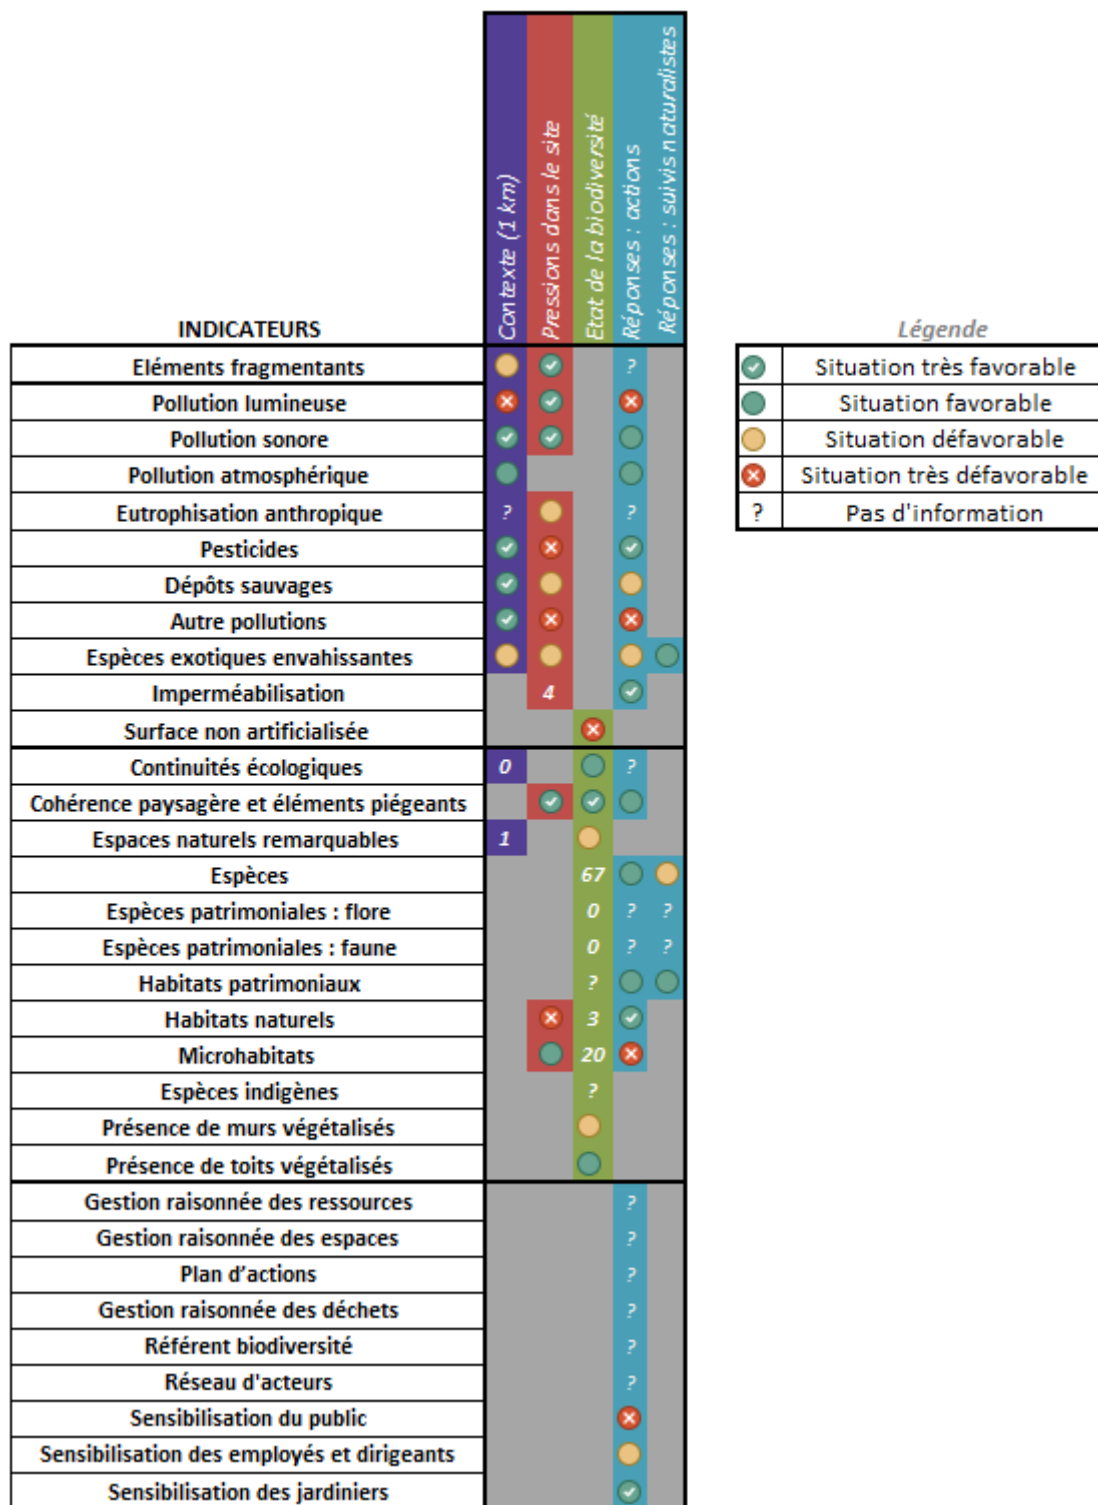 Contexte (1 km)
Pressions dans le site
Etat de la biodiversité
Réponses : actions
Réponses : suivis naturalistes
INDICATEURS
Légende
Eléments fragmentants ?
Situation très favorable
Pollution lumineuse
Situation favorable
Pollution sonore
Situation défavorable
Pollution atmosphérique
Situation très défavorable
Eutrophisation anthropique ? ?
? Pas d'information
Pesticides
Dépôts sauvages
Autre pollutions
Espèces exotiques envahissantes
Imperméabilisation 4
Surface non artificialisée
Continuités écologiques 0 ?
Cohérence paysagère et éléments piégeants
Espaces naturels remarquables 1
Espèces 67
Espèces patrimoniales : flore 0 ? ?
Espèces patrimoniales : faune 0 ? ?
Habitats patrimoniaux ?
Habitats naturels 3
Microhabitats 20
Espèces indigènes ?
Présence de murs végétalisés
Présence de toits végétalisés
Gestion raisonnée des ressources ?
Gestion raisonnée des espaces ?
Plan d’actions ?
Gestion raisonnée des déchets ?
Référent biodiversité ?
Réseau d'acteurs ?
Sensibilisation du public
Sensibilisation des employés et dirigeants
Sensibilisation des jardiniers